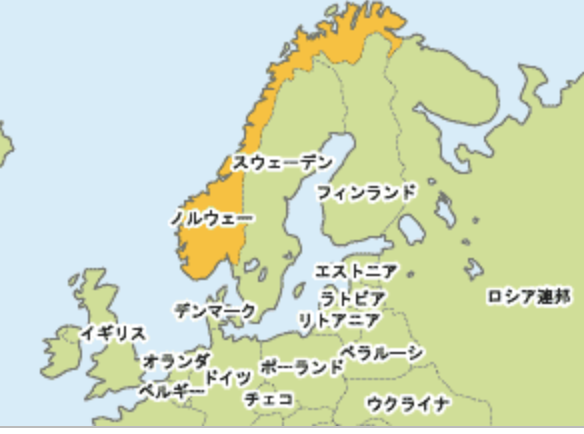 スウェーデン
フィンランド
ノルウェー
エストニア
ラトビア
ロシア連邦
デンマーク
リトアニア
イギリス
ベラルーシ
オランダ
ポーランド
ドイツ
ベルギー
チェコ
ウクライナ